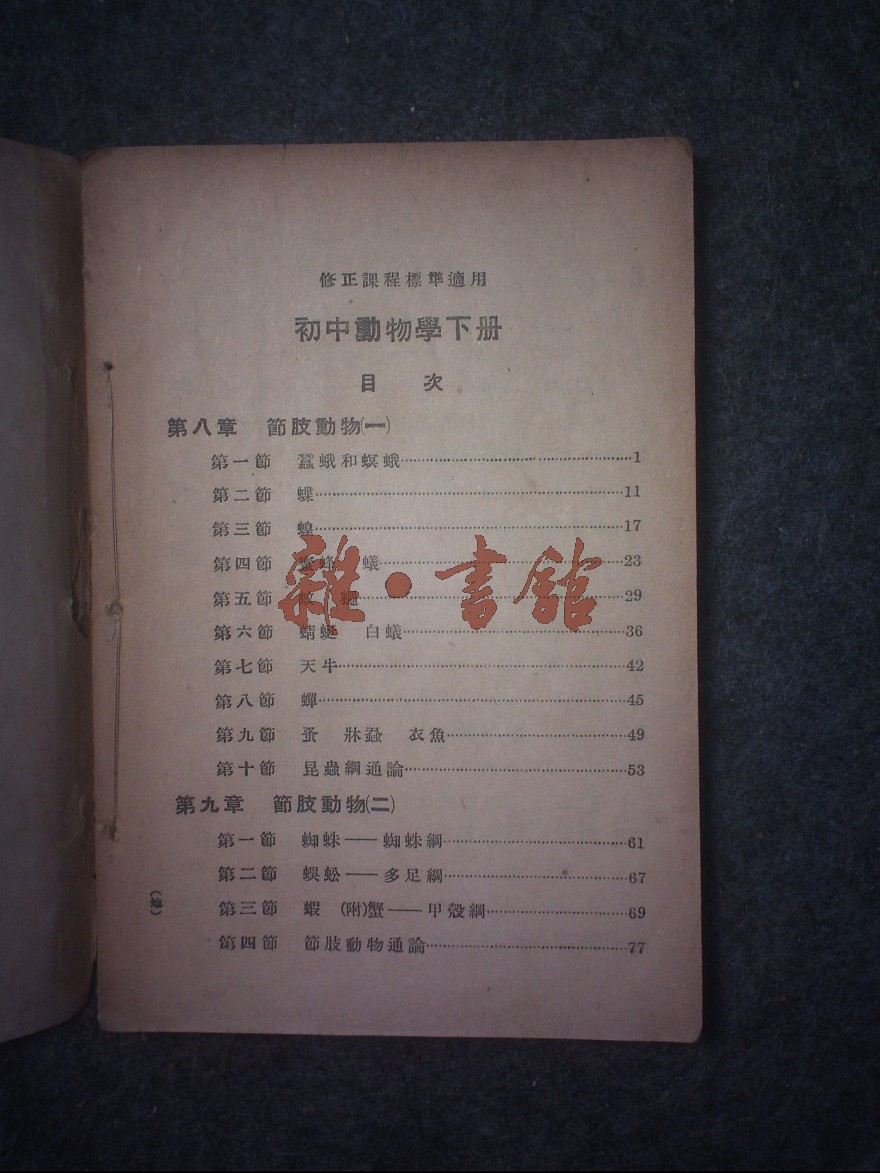 修正課程標準適用
初中動物學下册
目 次
第八章 節肢動物(一)
第一節 蠶蛾和螟蛾……1
第二節 蝶……11
第三節 蝗……17
第四節 蜜蜂 蟻……23
第五節 蚊 蠅……29
第六節 蜻蜓 白蟻……36
第七節 天牛……42
第八節 蟬……45
第九節 蚤 牀蝨 衣魚……49
第十節 昆蟲綱通論……53
第九章 節肢動物(二)
第一節 蜘蛛——蜘蛛綱……61
第二節 蜈蚣——多足綱……67
第三節 蝦 (附)蟹——甲殼綱……69
第四節 節肢動物通論……77
(地)
雜·書館